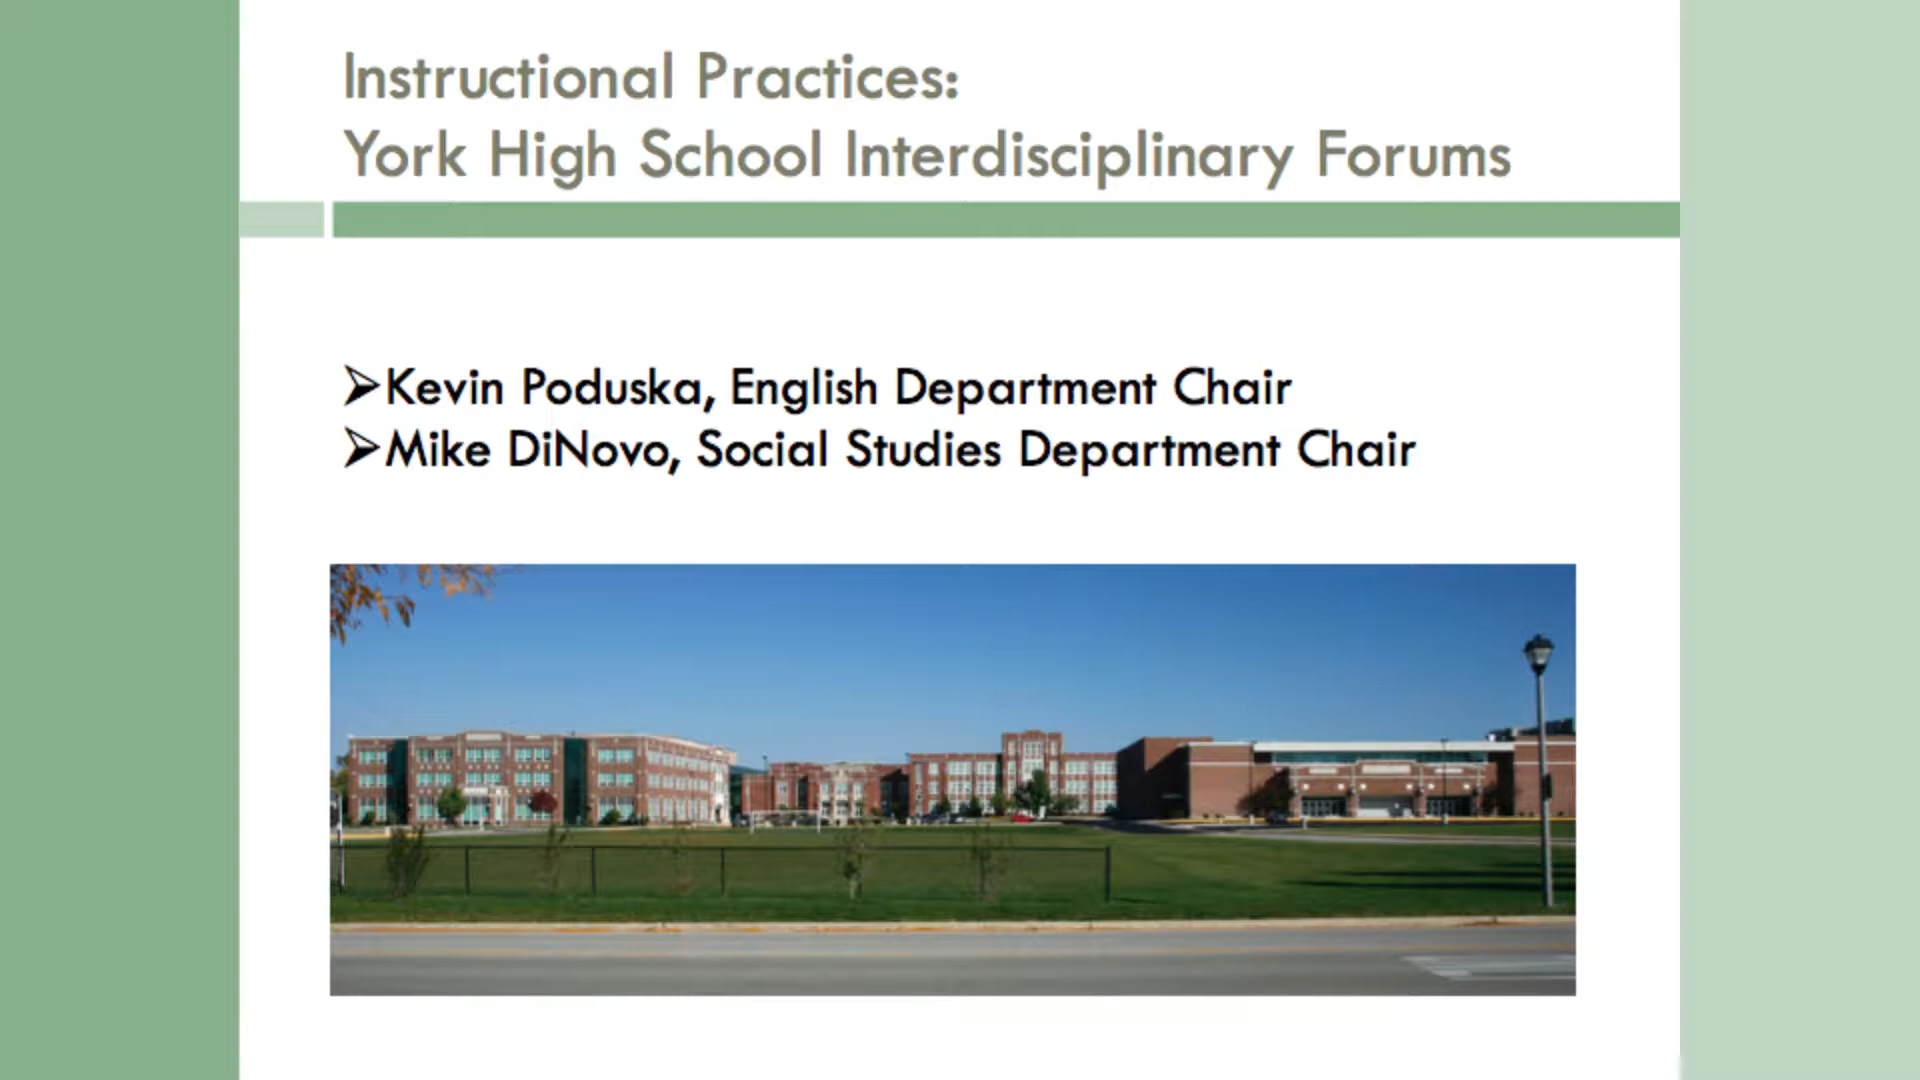 Instructional Practices:
York High School Interdisciplinary Forums
➢Kevin Poduska, English Department Chair
➢Mike DiNovo, Social Studies Department Chair